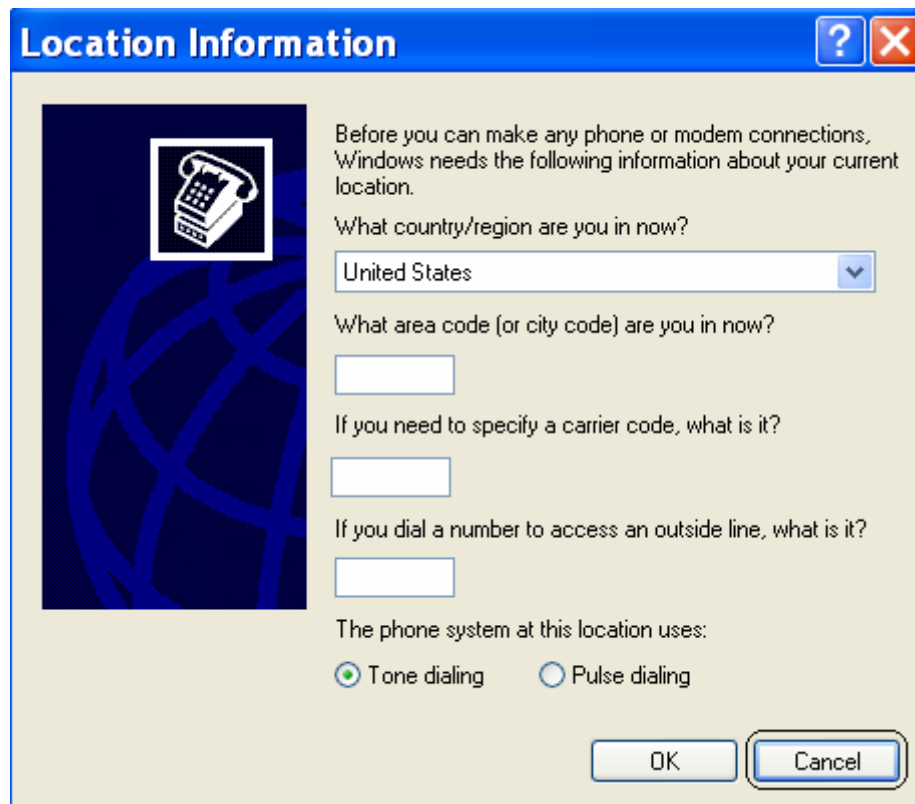 Location Information
Before you can make any phone or modem connections,
Windows needs the following information about your current
location.
What country/region are you in now?
United States
What area code (or city code) are you in now?
If you need to specify a carrier code, what is it?
If you dial a number to access an outside line, what is it?
The phone system at this location uses:
Tone dialing Pulse dialing
OK Cancel